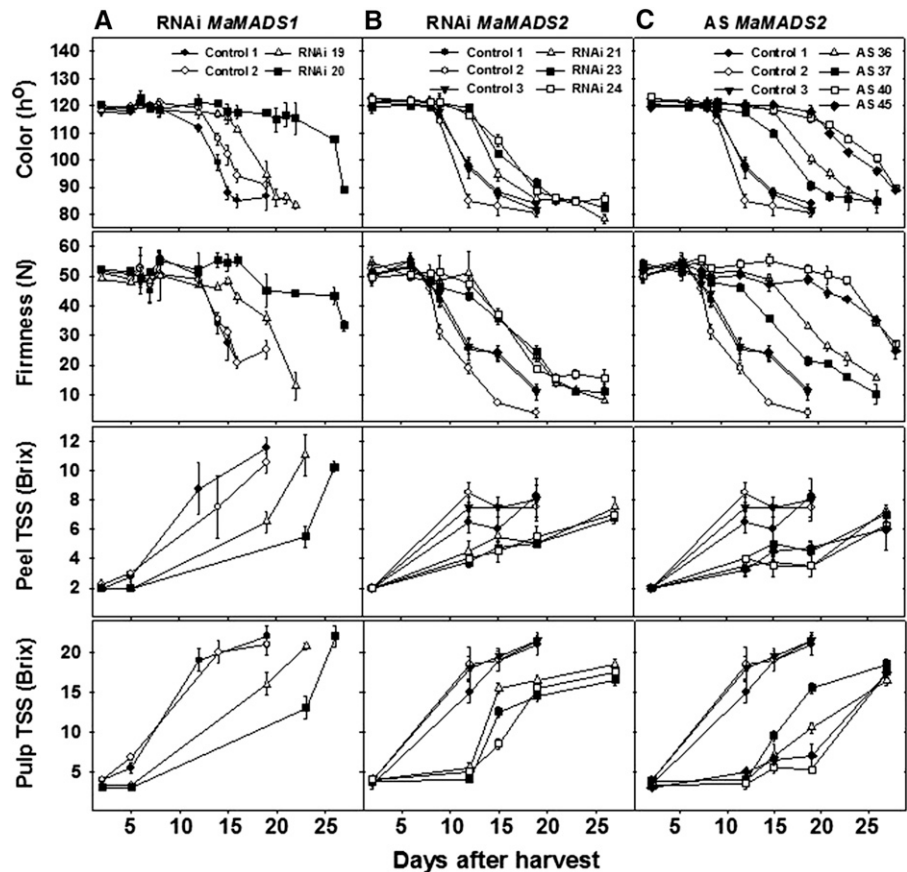 A RNAi MaMADS1
B RNAi MaMADS2
C AS MaMADS2
Control 1
Control 2
RNAi 19
RNAi 20
Control 1
Control 2
Control 3
RNAi 21
RNAi 23
RNAi 24
Control 1
Control 2
Control 3
AS 36
AS 37
AS 40
AS 45
Color (hº)
140
130
120
110
100
90
80
Firmness (N)
60
50
40
30
20
10
Peel TSS (Brix)
12
10
8
6
4
2
Pulp TSS (Brix)
20
15
10
5
5 10 15 20 25
5 10 15 20 25
5 10 15 20 25
Days after harvest